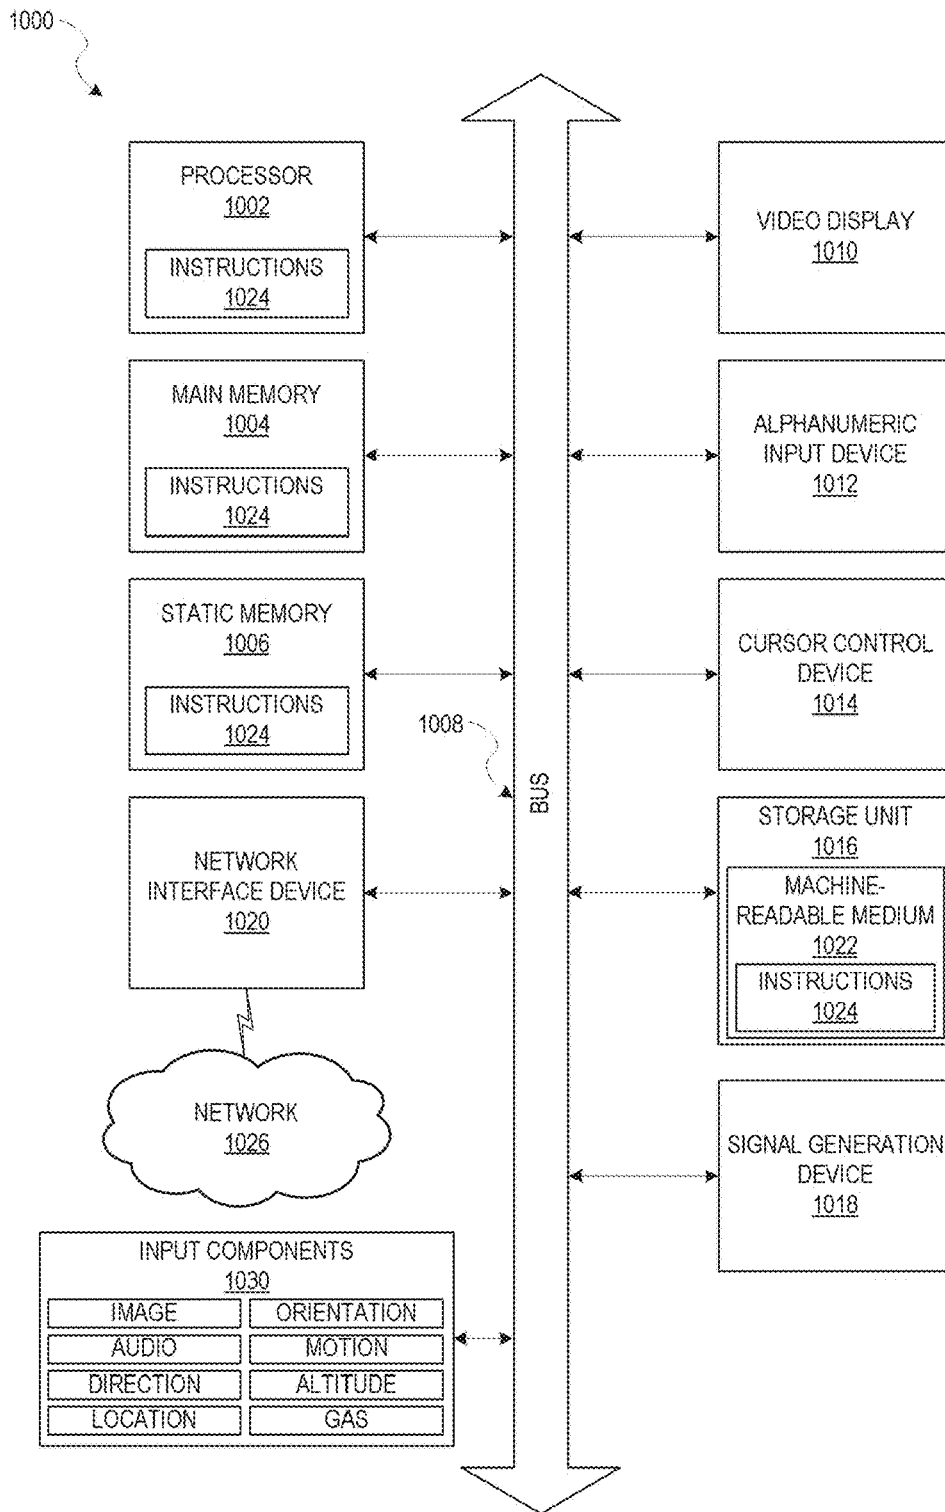 1000
PROCESSOR
1002
INSTRUCTIONS
1024
MAIN MEMORY
1004
INSTRUCTIONS
1024
STATIC MEMORY
1006
INSTRUCTIONS
1024
NETWORK
INTERFACE DEVICE
1020
NETWORK
1026
INPUT COMPONENTS
1030
IMAGE
ORIENTATION
AUDIO
MOTION
DIRECTION
ALTITUDE
LOCATION
GAS
1008
BUS
VIDEO DISPLAY
1010
ALPHANUMERIC
INPUT DEVICE
1012
CURSOR CONTROL
DEVICE
1014
STORAGE UNIT
1016
MACHINE-
READABLE MEDIUM
1022
INSTRUCTIONS
1024
SIGNAL GENERATION
DEVICE
1018